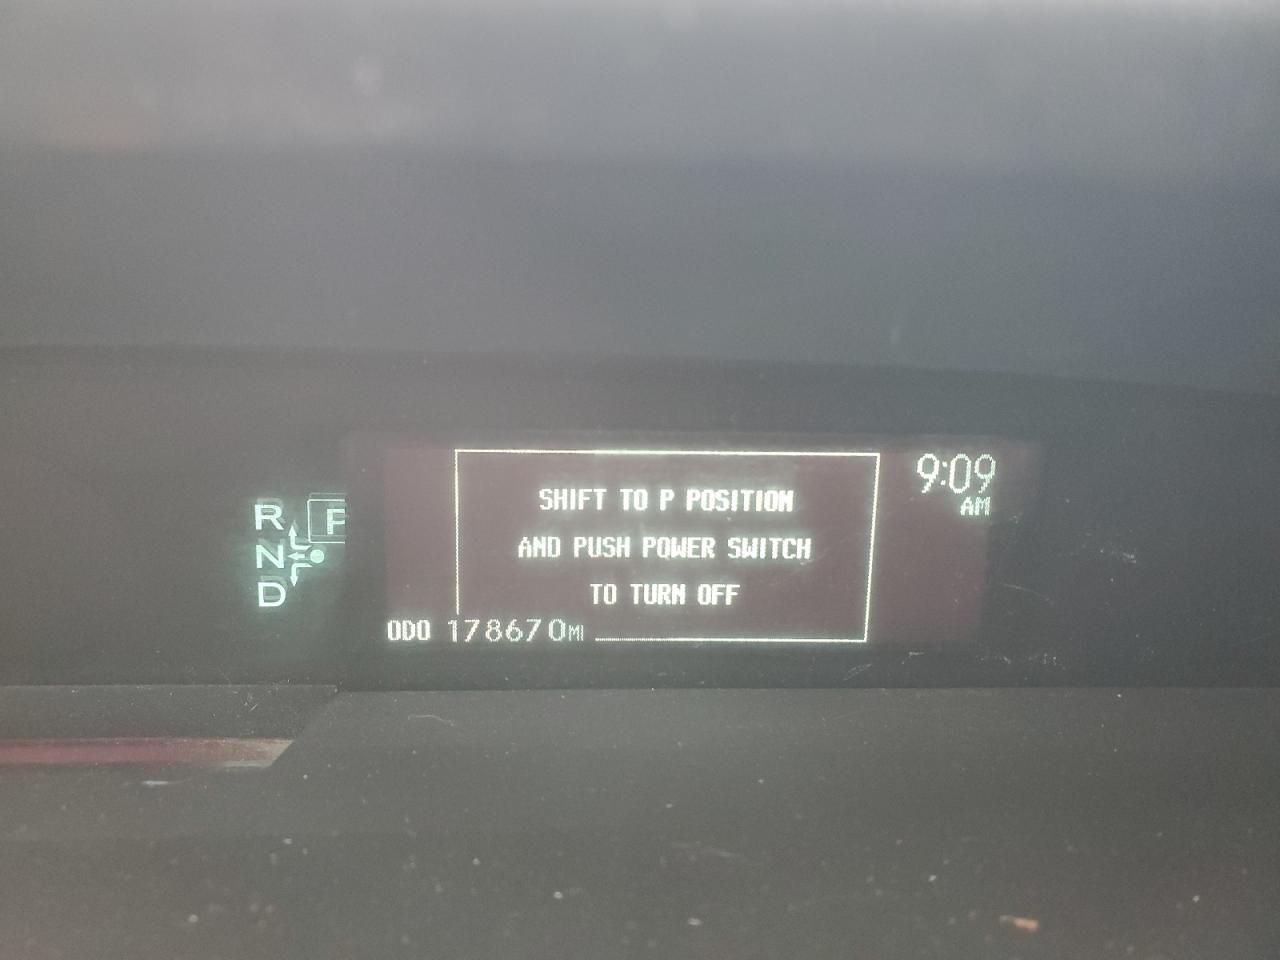 R P
N
D
SHIFT TO P POSITION
AND PUSH POWER SWITCH
TO TURN OFF
9:09
AM
ODO 178670MI